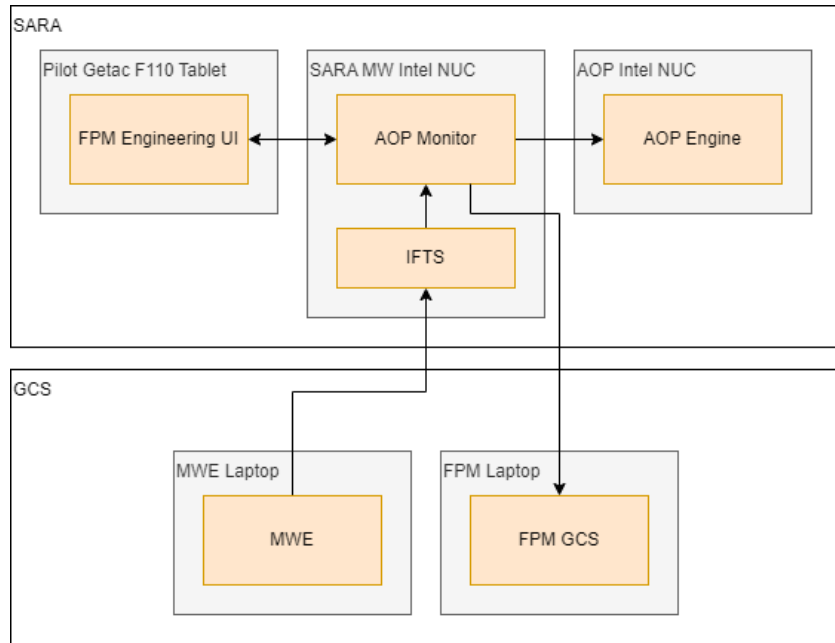 SARA
Pilot Getac F110 Tablet
SARA MW Intel NUC
AOP Intel NUC
FPM Engineering UI
AOP Monitor
AOP Engine
IFTS
GCS
MWE Laptop
FPM Laptop
MWE
FPM GCS